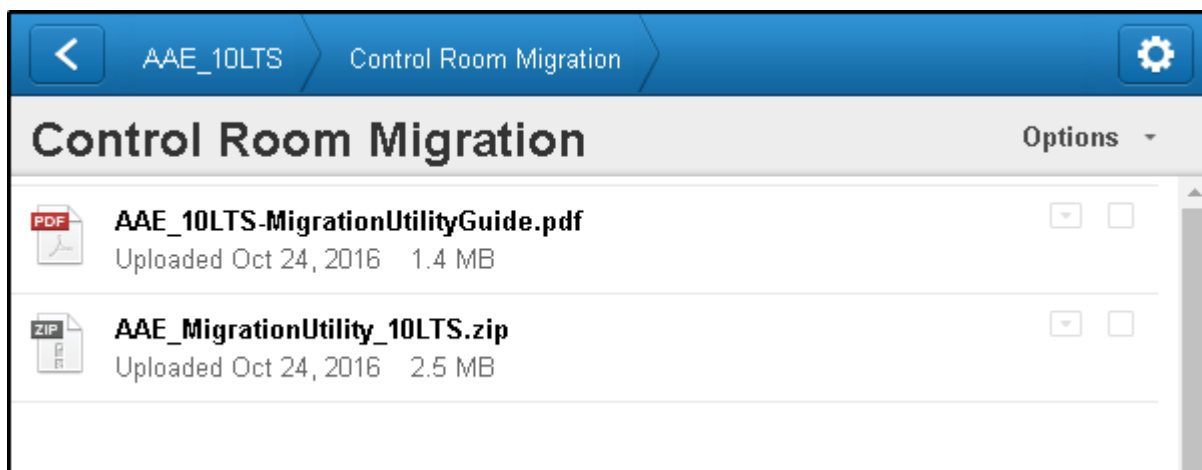 AAE_10LTS Control Room Migration
Control Room Migration Options
PDF AAE_10LTS-MigrationUtilityGuide.pdf
Uploaded Oct 24, 2016 1.4 MB
ZIP AAE_MigrationUtility_10LTS.zip
Uploaded Oct 24, 2016 2.5 MB